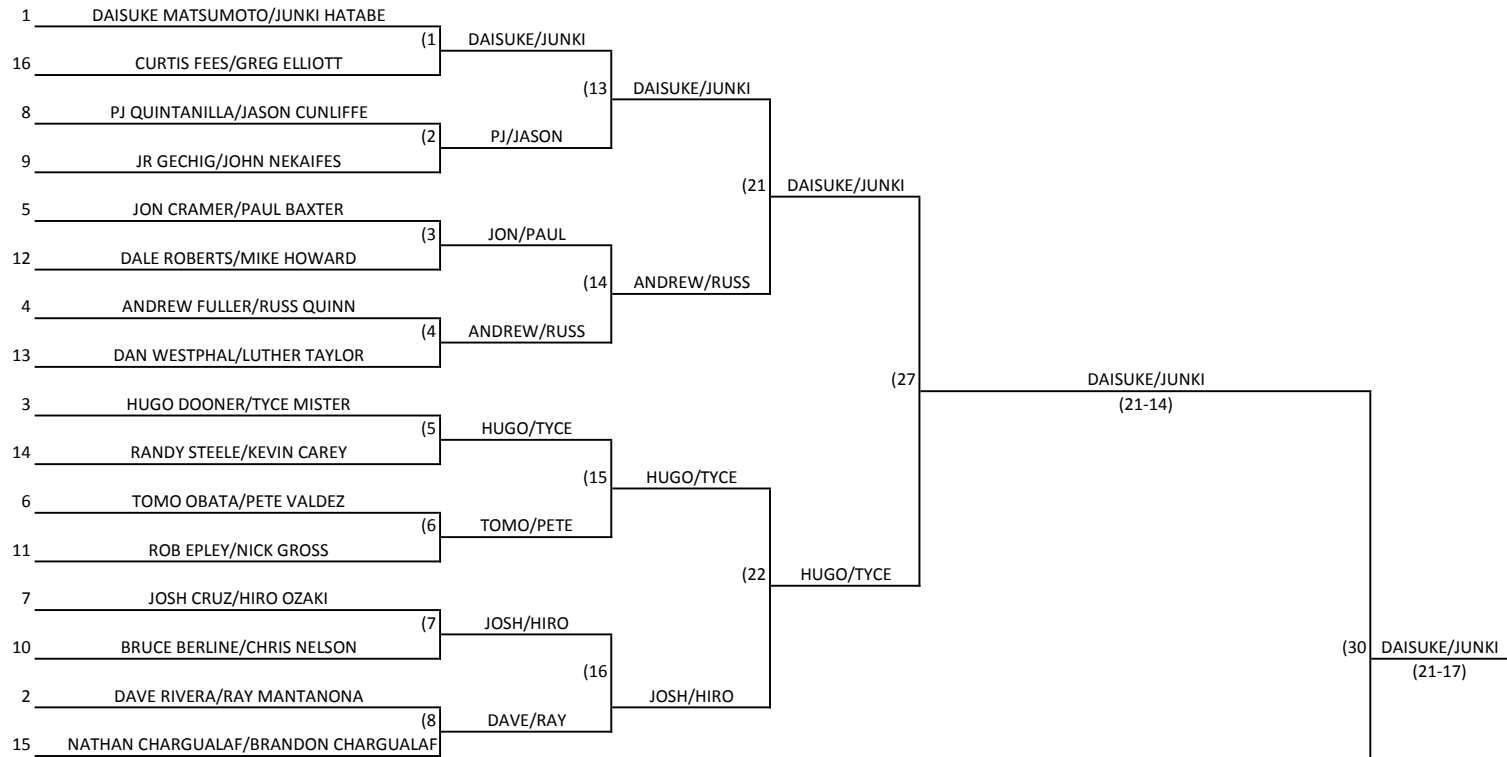 1 DAISUKE MATSUMOTO/JUNKI HATABE
(1 DAISUKE/JUNKI
16 CURTIS FEES/GREG ELLIOTT
(13 DAISUKE/JUNKI
8 PJ QUINTANILLA/JASON CUNLIFFE
(2 PJ/JASON
9 JR GECHIG/JOHN NEKAIFES
(21 DAISUKE/JUNKI
5 JON CRAMER/PAUL BAXTER
(3 JON/PAUL
12 DALE ROBERTS/MIKE HOWARD
(14 ANDREW/RUSS
4 ANDREW FULLER/RUSS QUINN
(4 ANDREW/RUSS
13 DAN WESTPHAL/LUTHER TAYLOR
(27 DAISUKE/JUNKI
(21-14)
3 HUGO DOONER/TYCE MISTER
(5 HUGO/TYCE
14 RANDY STEELE/KEVIN CAREY
(15 HUGO/TYCE
6 TOMO OBATA/PETE VALDEZ
(6 TOMO/PETE
11 ROB EPLEY/NICK GROSS
(22 HUGO/TYCE
7 JOSH CRUZ/HIRO OZAKI
(7 JOSH/HIRO
10 BRUCE BERLINE/CHRIS NELSON
(30 DAISUKE/JUNKI
(21-17)
(16 JOSH/HIRO
2 DAVE RIVERA/RAY MANTANONA
(8 DAVE/RAY
15 NATHAN CHARGUALAF/BRANDON CHARGUALAF